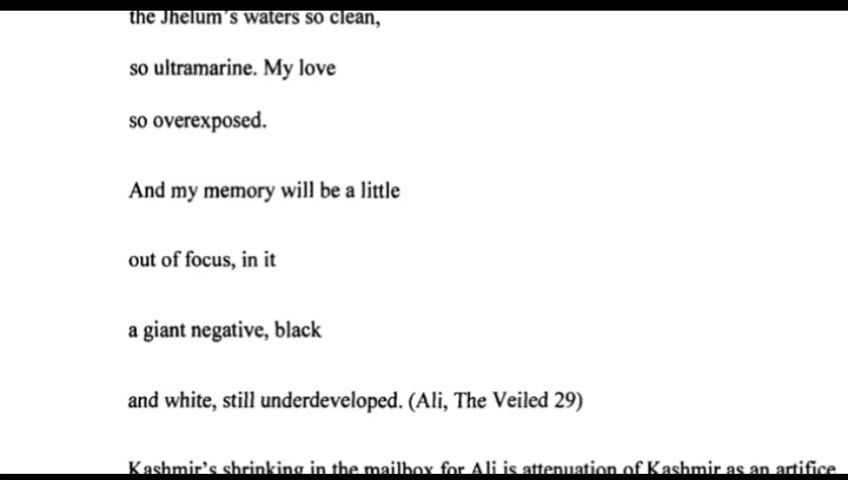 the Jhelum's waters so clean,
so ultramarine. My love
so overexposed.
And my memory will be a little
out of focus, in it
a giant negative, black
and white, still underdeveloped. (Ali, The Veiled 29)
Kashmir's shrinking in the mailbox for Ali is attenuation of Kashmir as an artifice